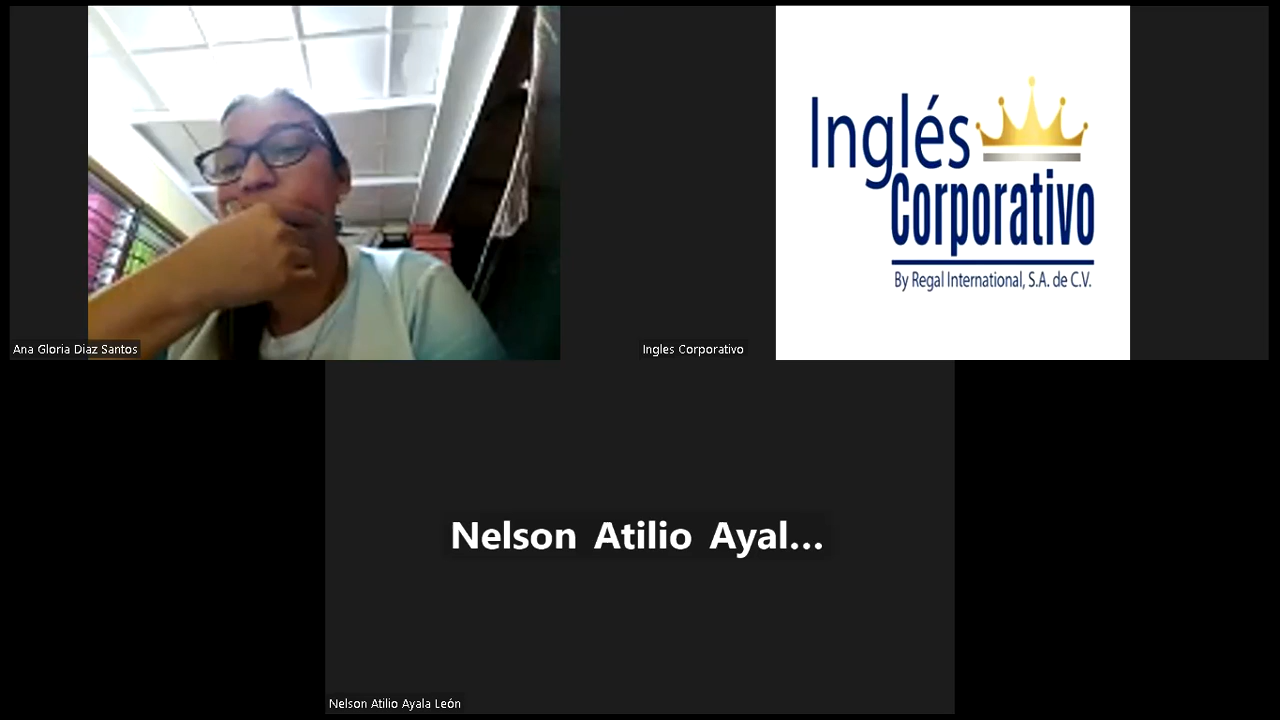 Inglés
Corporativo
By Regal International, S.A. de C.V.
Ana Gloria Diaz Santos
Ingles Corporativo
Nelson Atilio Ayal...
Nelson Atilio Ayala León